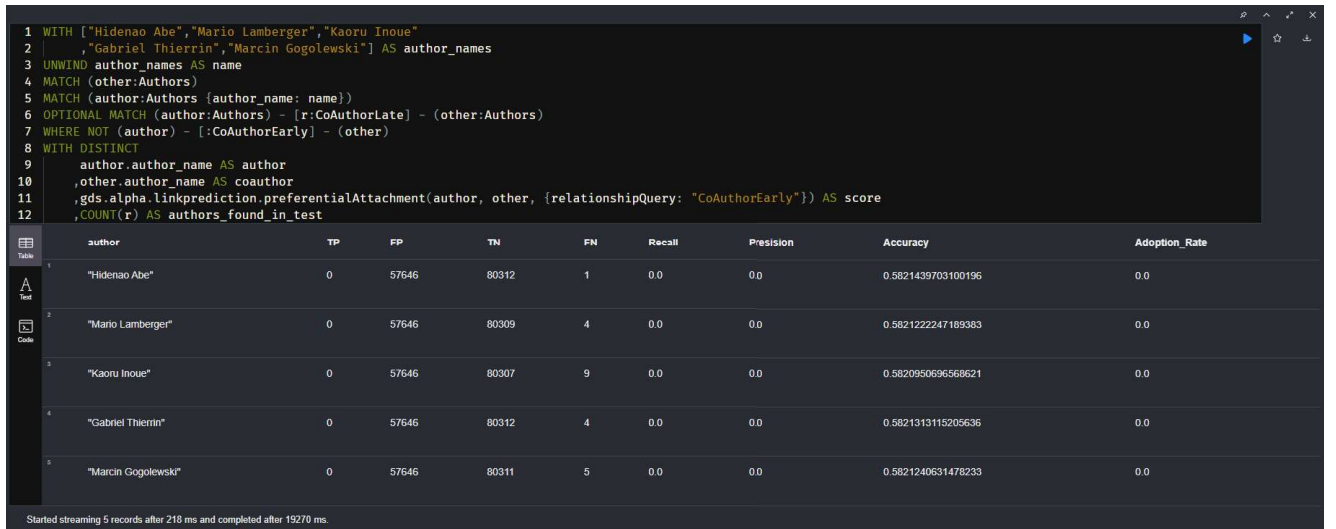 1 WITH ["Hidenao Abe","Mario Lamberger","Kaoru Inoue"
2 ,"Gabriel Thierrin","Marcin Gogolewski"] AS author_names
3 UNWIND author_names AS name
4 MATCH (other:Authors)
5 MATCH (author:Authors {author_name: name})
6 OPTIONAL MATCH (author:Authors) - [r:CoAuthorLate] - (other:Authors)
7 WHERE NOT (author) - [:CoAuthorEarly] - (other)
8 WITH DISTINCT
9 author.author_name AS author
10 ,other.author_name AS coauthor
11 ,gds.alpha.linkprediction.preferentialAttachment(author, other, {relationshipQuery: "CoAuthorEarly"}) AS score
12 ,COUNT(r) AS authors_found_in_test
Table
A
Text
Code
author TP FP TN FN Recall Presision Accuracy Adoption_Rate
1 "Hidenao Abe" 0 57646 80312 1 0.0 0.0 0.5821439703100196 0.0
2 "Mario Lamberger" 0 57646 80309 4 0.0 0.0 0.5821222247189383 0.0
3 "Kaoru Inoue" 0 57646 80307 9 0.0 0.0 0.5820950696568621 0.0
4 "Gabriel Thierrin" 0 57646 80312 4 0.0 0.0 0.5821313115205636 0.0
5 "Marcin Gogolewski" 0 57646 80311 5 0.0 0.0 0.5821240631478233 0.0
Started streaming 5 records after 218 ms and completed after 19270 ms.